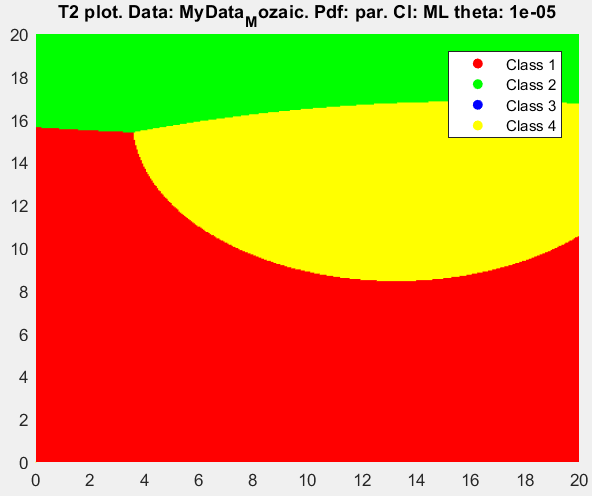 T2 plot. Data: MyData_Mozaic. Pdf: par. Cl: ML theta: 1e-05
20
18
16
14
12
10
8
6
4
2
0
Class 1
Class 2
Class 3
Class 4
0 2 4 6 8 10 12 14 16 18 20